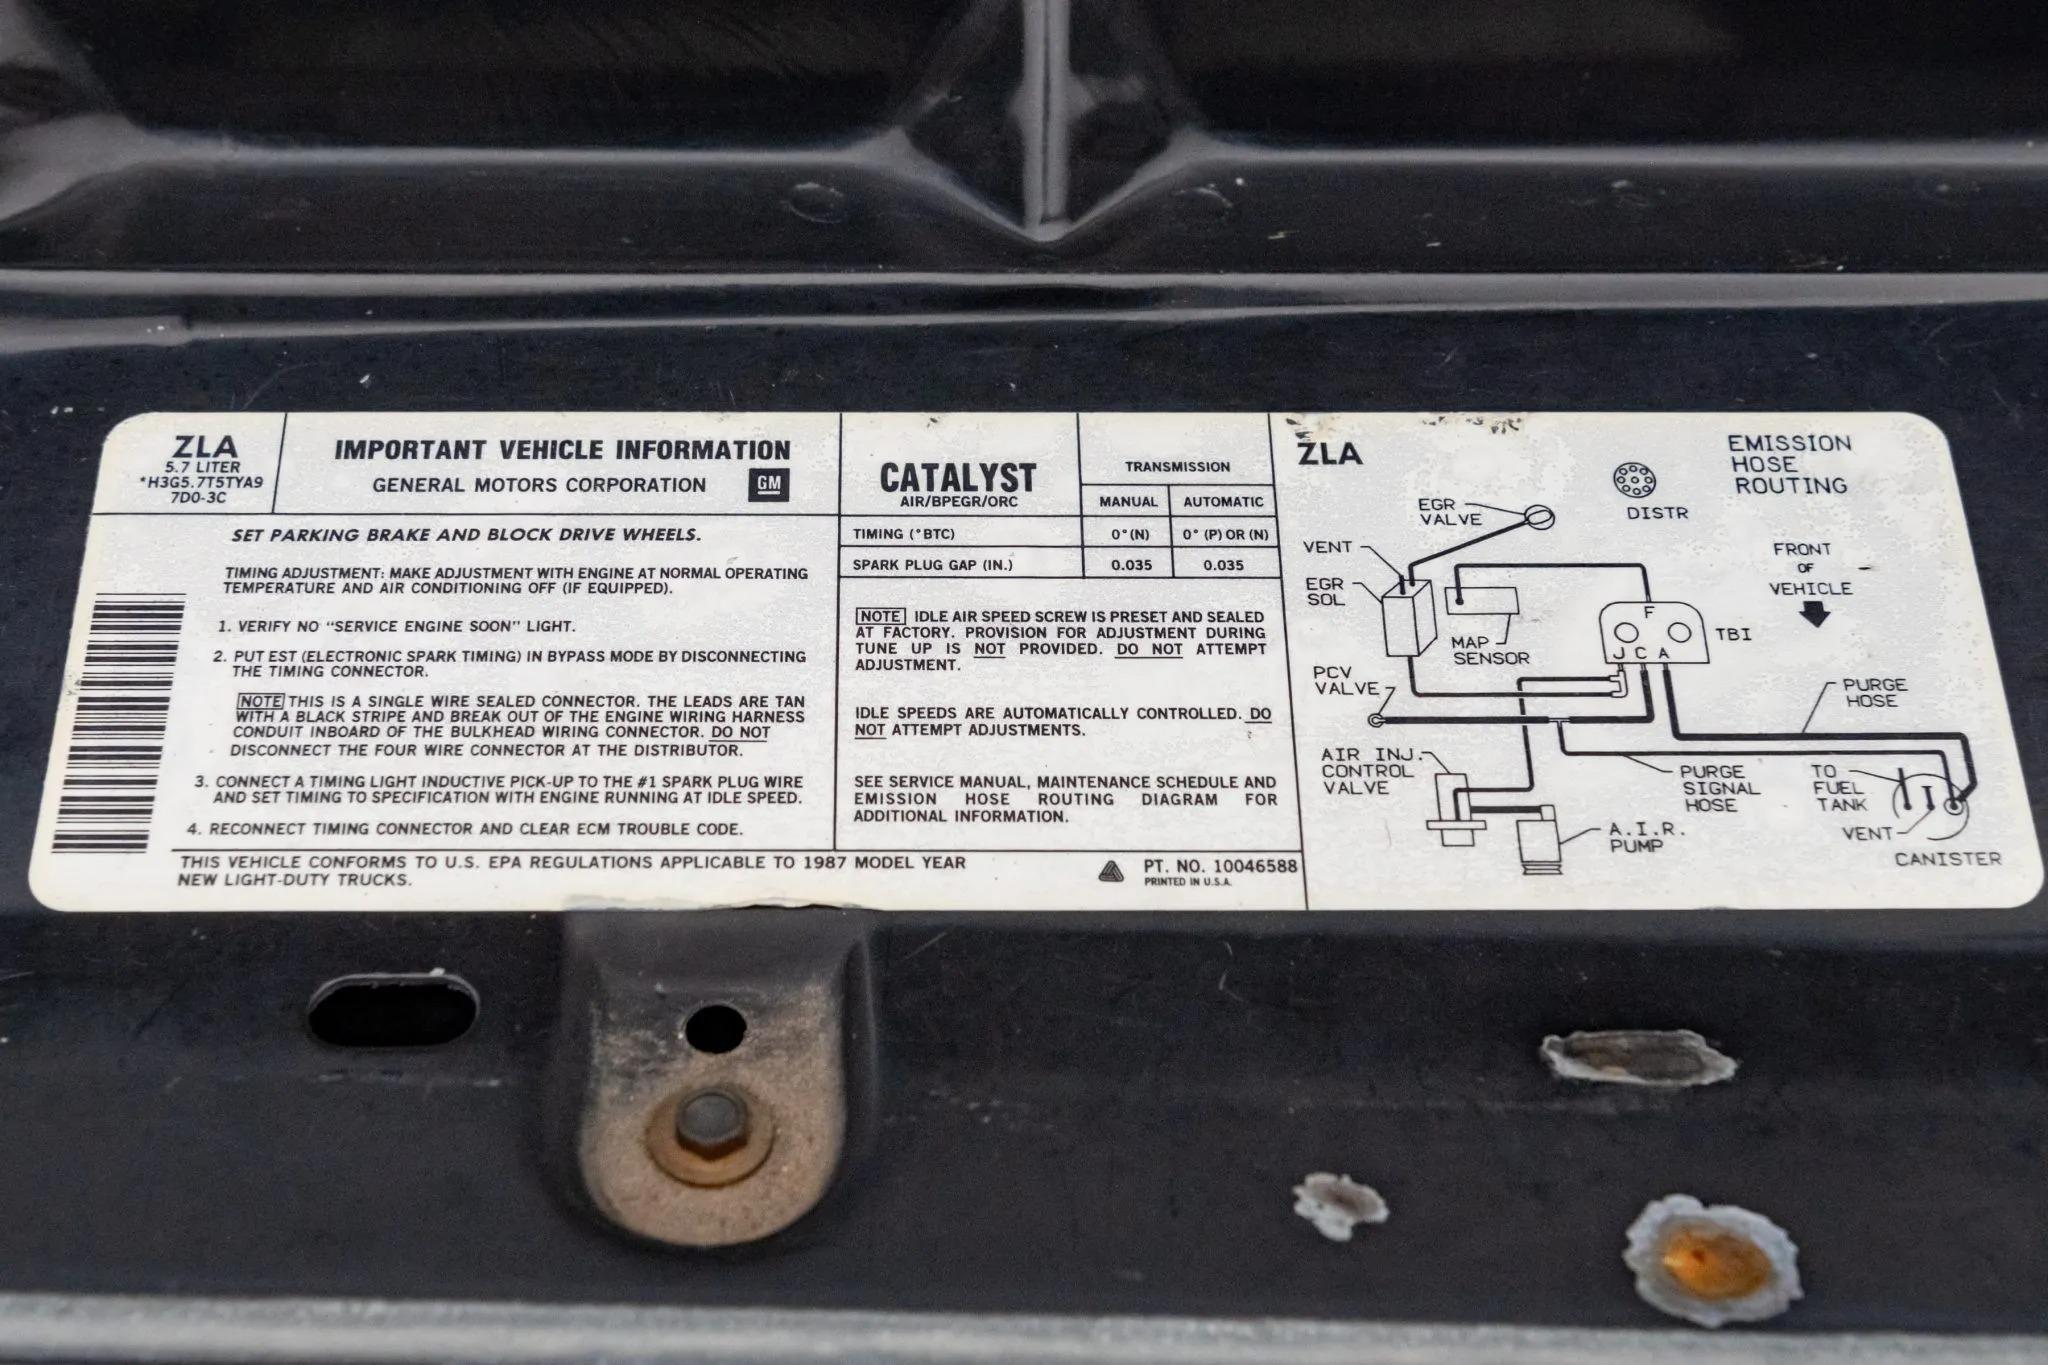 ZLA
5.7 LITER
*H3G5.7T5TYA9
7D0-3C
IMPORTANT VEHICLE INFORMATION
GENERAL MOTORS CORPORATION
GM
SET PARKING BRAKE AND BLOCK DRIVE WHEELS.
TIMING ADJUSTMENT: MAKE ADJUSTMENT WITH ENGINE AT NORMAL OPERATING
TEMPERATURE AND AIR CONDITIONING OFF (IF EQUIPPED).
1. VERIFY NO "SERVICE ENGINE SOON" LIGHT.
2. PUT EST (ELECTRONIC SPARK TIMING) IN BYPASS MODE BY DISCONNECTING
THE TIMING CONNECTOR.
NOTE THIS IS A SINGLE WIRE SEALED CONNECTOR. THE LEADS ARE TAN
WITH A BLACK STRIPE AND BREAK OUT OF THE ENGINE WIRING HARNESS
CONDUIT INBOARD OF THE BULKHEAD WIRING CONNECTOR. DO NOT
DISCONNECT THE FOUR WIRE CONNECTOR AT THE DISTRIBUTOR.
3. CONNECT A TIMING LIGHT INDUCTIVE PICK-UP TO THE #1 SPARK PLUG WIRE
AND SET TIMING TO SPECIFICATION WITH ENGINE RUNNING AT IDLE SPEED.
4. RECONNECT TIMING CONNECTOR AND CLEAR ECM TROUBLE CODE.
THIS VEHICLE CONFORMS TO U.S. EPA REGULATIONS APPLICABLE TO 1987 MODEL YEAR
NEW LIGHT-DUTY TRUCKS.
CATALYST
AIR/BPEGR/ORC
TRANSMISSION
MANUAL AUTOMATIC
TIMING (°BTC) 0°(N) 0° (P) OR (N)
SPARK PLUG GAP (IN.) 0.035 0.035
NOTE IDLE AIR SPEED SCREW IS PRESET AND SEALED
AT FACTORY. PROVISION FOR ADJUSTMENT DURING
TUNE UP IS NOT PROVIDED. DO NOT ATTEMPT
ADJUSTMENT.
IDLE SPEEDS ARE AUTOMATICALLY CONTROLLED. DO
NOT ATTEMPT ADJUSTMENTS.
SEE SERVICE MANUAL, MAINTENANCE SCHEDULE AND
EMISSION HOSE ROUTING DIAGRAM FOR
ADDITIONAL INFORMATION.
PT. NO. 10046588
PRINTED IN U.S.A.
ZLA
EMISSION
HOSE
ROUTING
DISTR
EGR
VALVE
VENT
EGR
SOL
MAP
SENSOR
F
J C A
TBI
FRONT
OF
VEHICLE
PCV
VALVE
PURGE
HOSE
AIR INJ.
CONTROL
VALVE
PURGE
SIGNAL
HOSE
TO
FUEL
TANK
VENT
A.I.R.
PUMP
CANISTER